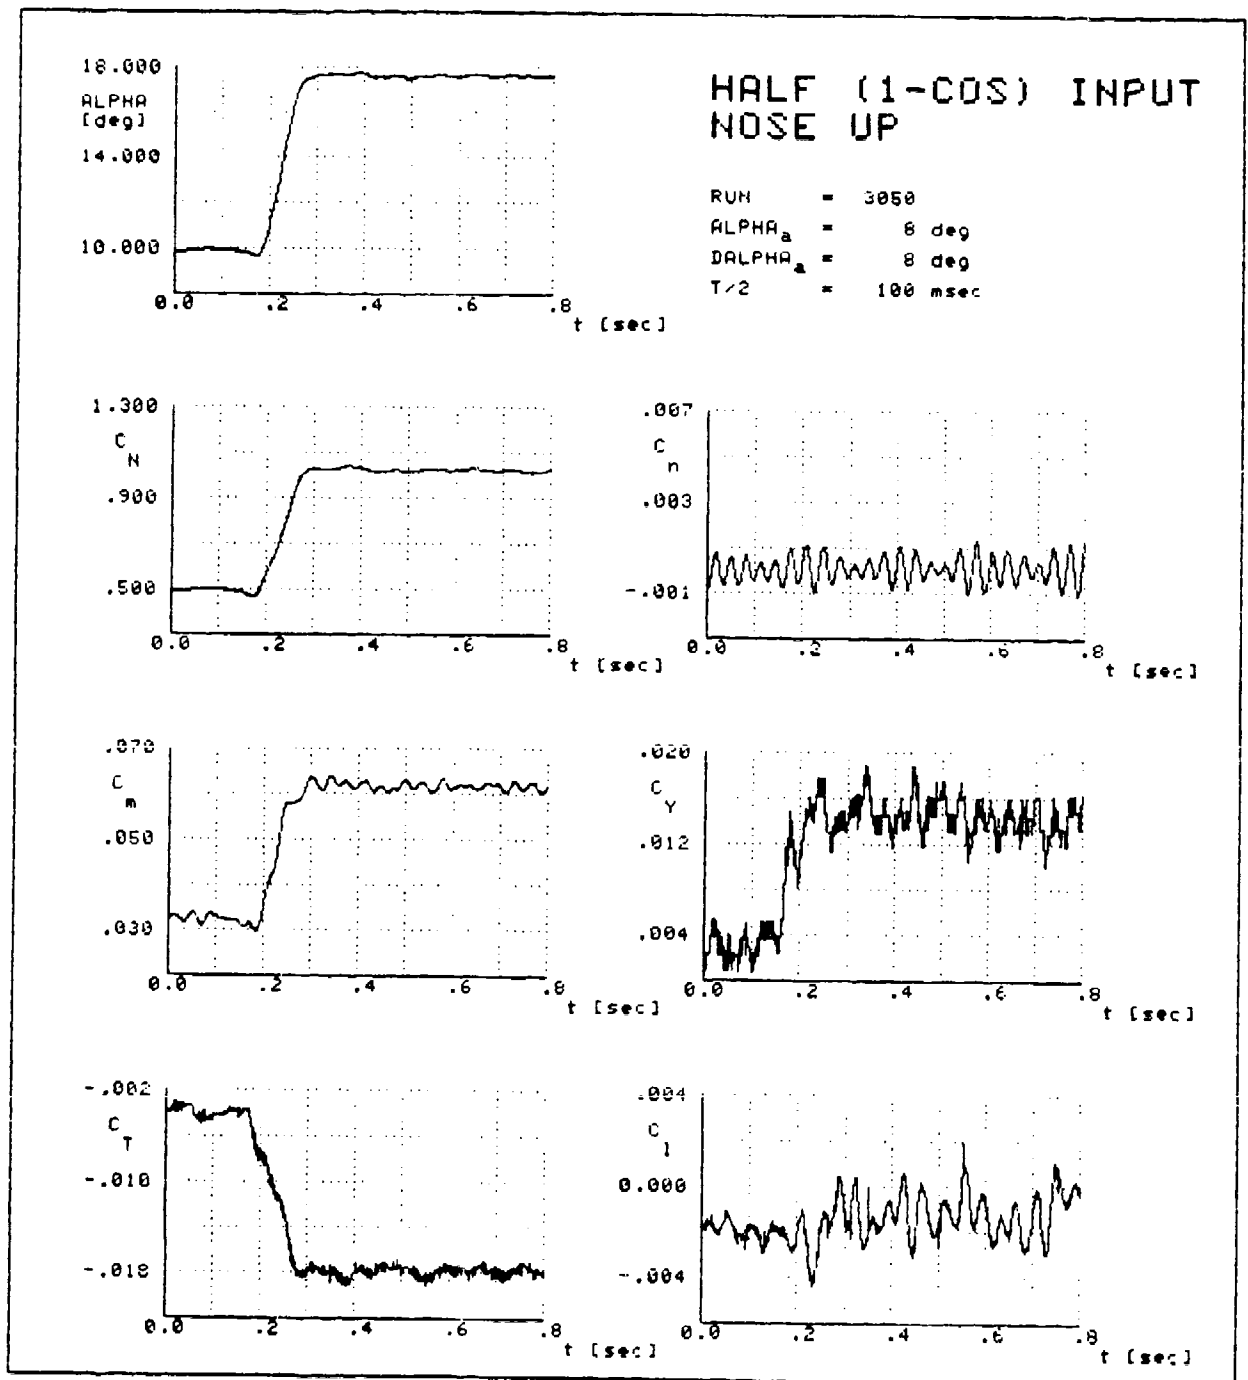 HALF (1-COS) INPUT
NOSE UP
RUN = 3050
ALPHAa = 8 deg
DALPHAa = 8 deg
T/2 = 100 msec
18.000
ALPHA
[deg]
14.000
10.000
0.0 .2 .4 .6 .8
t [sec]
1.300
CN
.900
.500
0.0 .2 .4 .6 .8
t [sec]
.007
Cn
.003
-.001
0.0 .2 .4 .6 .8
t [sec]
.070
Cm
.050
.030
0.0 .2 .4 .6 .8
t [sec]
.020
CY
.012
.004
0.0 .2 .4 .6 .8
t [sec]
-.002
CT
-.010
-.018
0.0 .2 .4 .6 .8
t [sec]
.004
Cl
0.000
-.004
0.0 .2 .4 .6 .8
t [sec]